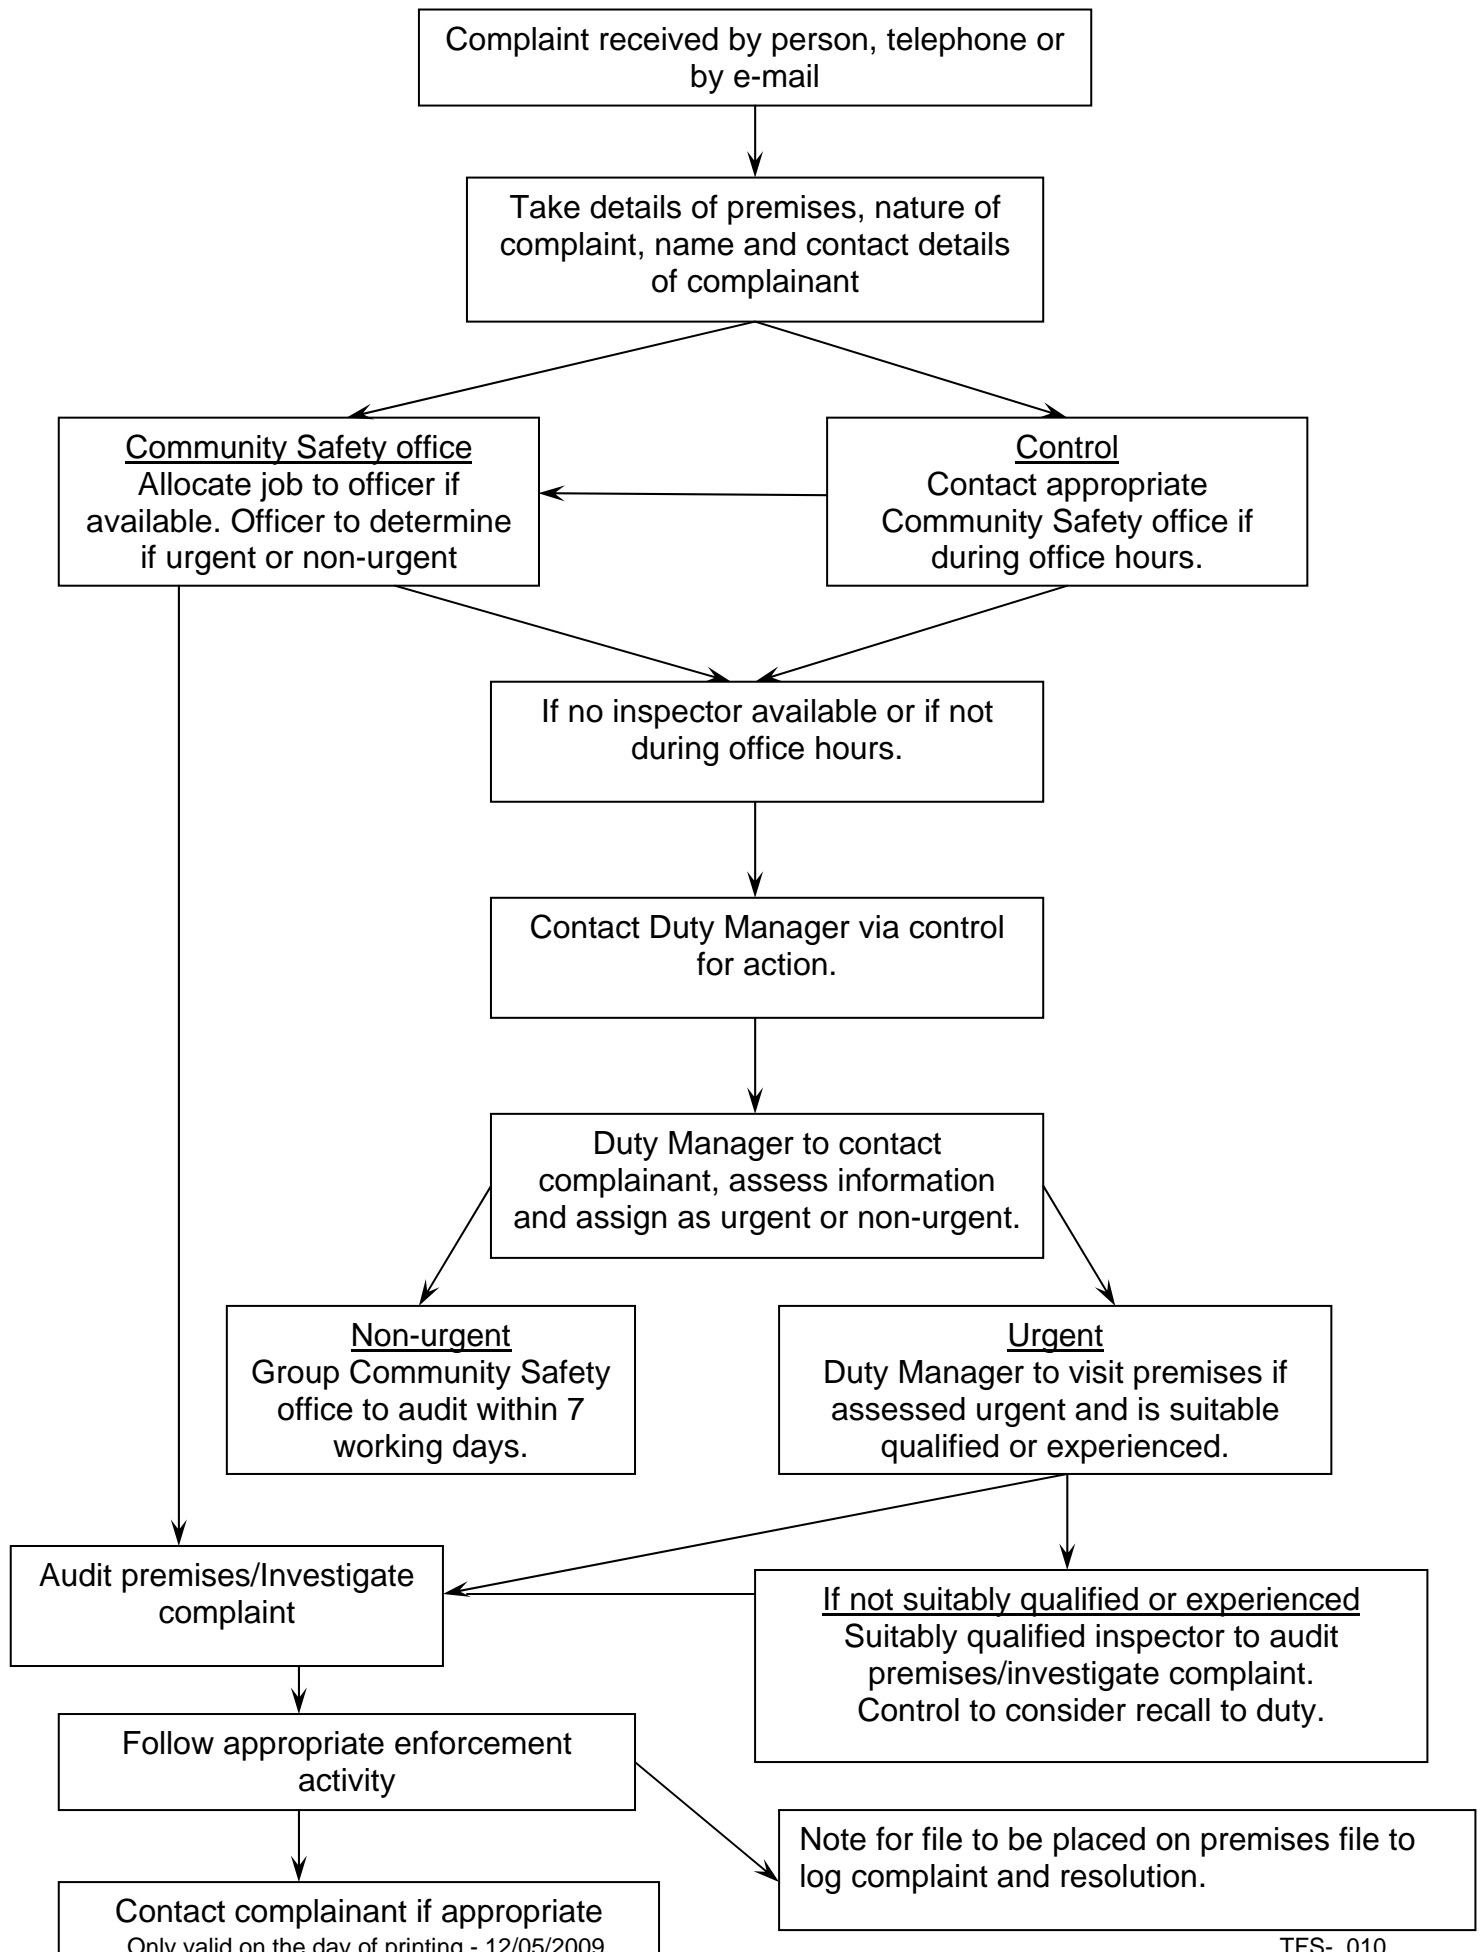 Complaint received by person, telephone or
by e-mail
Take details of premises, nature of
complaint, name and contact details
of complainant
Community Safety office
Allocate job to officer if
available. Officer to determine
if urgent or non-urgent
Control
Contact appropriate
Community Safety office if
during office hours.
If no inspector available or if not
during office hours.
Contact Duty Manager via control
for action.
Duty Manager to contact
complainant, assess information
and assign as urgent or non-urgent.
Non-urgent
Group Community Safety
office to audit within 7
working days.
Urgent
Duty Manager to visit premises if
assessed urgent and is suitable
qualified or experienced.
Audit premises/Investigate
complaint
If not suitably qualified or experienced
Suitably qualified inspector to audit
premises/investigate complaint.
Control to consider recall to duty.
Follow appropriate enforcement
activity
Note for file to be placed on premises file to
log complaint and resolution.
Contact complainant if appropriate
Only valid on the day of printing - 12/05/2009
TFS-_010